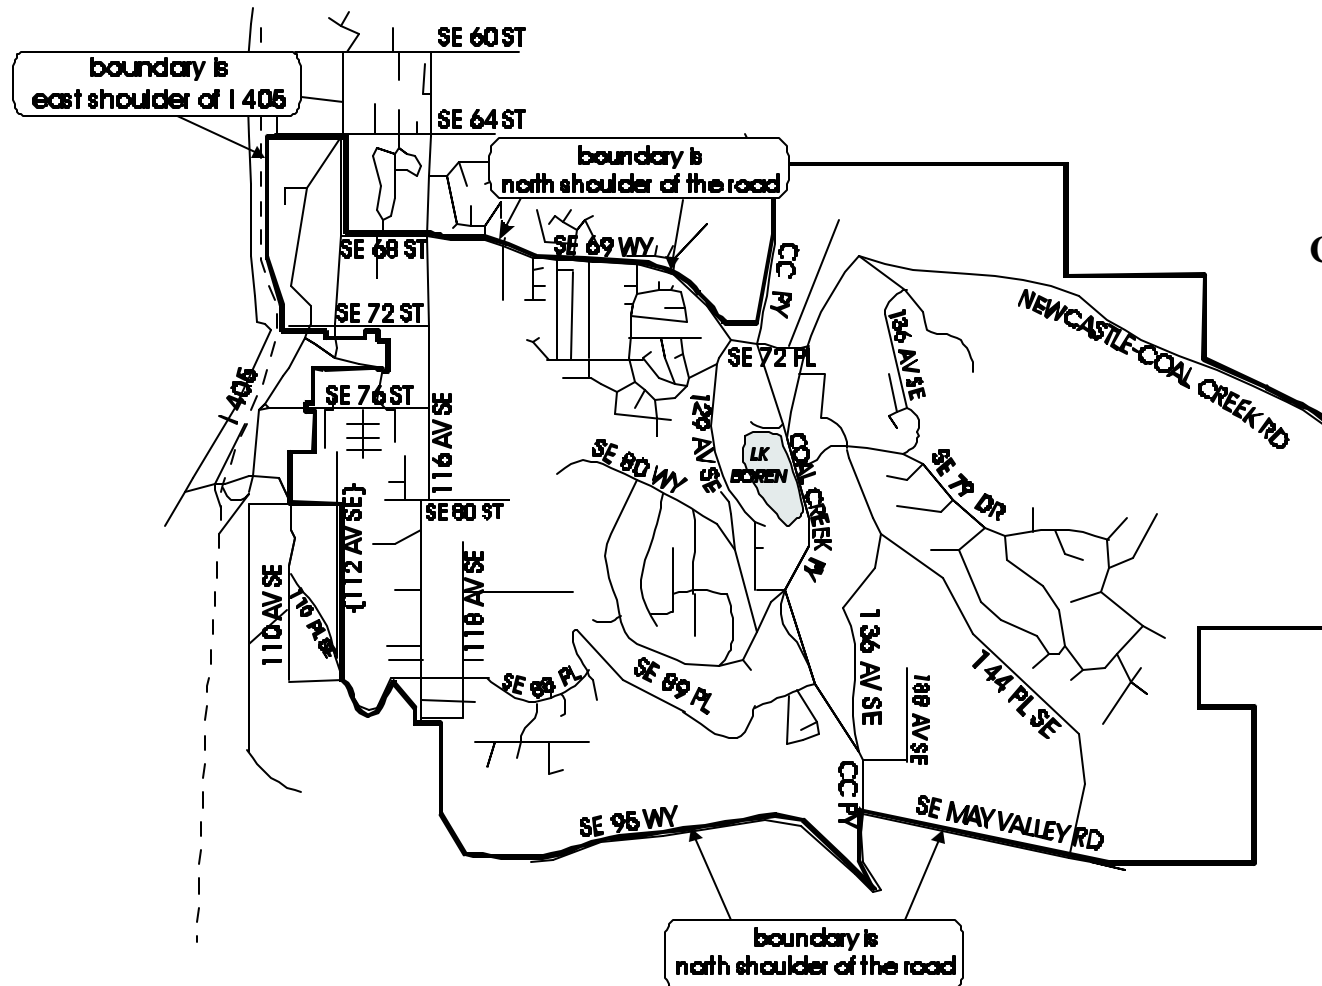 SE 60 ST
boundary is
east shoulder of I 405
SE 64 ST
boundary is
north shoulder of the road
SE 68 ST
SE 69 WY
CC PY
NEWCASTLE-COAL CREEK RD
SE 72 ST
136 AV SE
SE 72 PL
I 405
SE 76 ST
116 AV SE
126 AV SE
SE 80 WY
LK
BOREN
COAL CREEK PY
SE 79 DR
SE 80 ST
{112 AV SE}
110 AV SE
110 PL SE
118 AV SE
136 AV SE
144 PL SE
SE 88 PL
SE 89 PL
138 AV SE
CC PY
SE 95 WY
SE MAY VALLEY RD
boundary is
north shoulder of the road